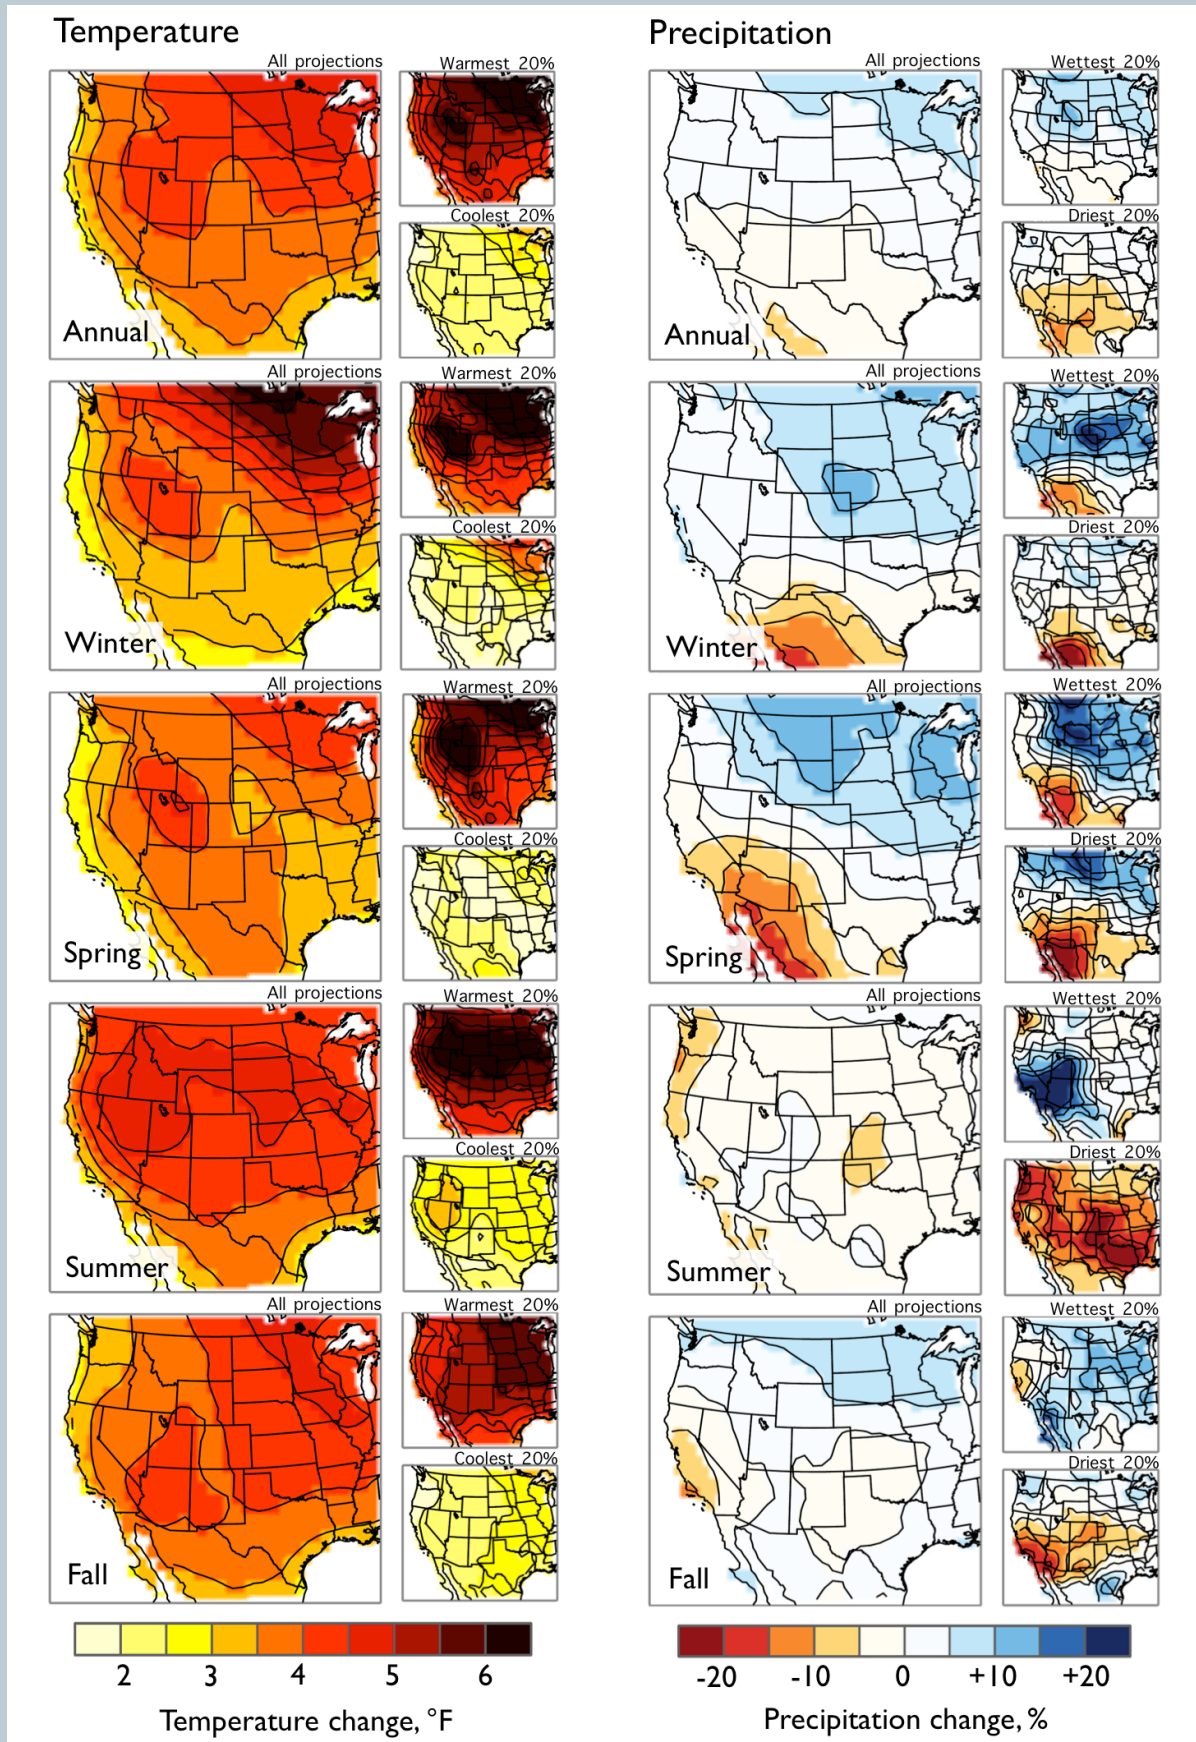 Temperature
Precipitation
All projections
Warmest 20%
Coolest 20%
Annual
All projections
Wettest 20%
Driest 20%
Annual
All projections
Warmest 20%
Coolest 20%
Winter
All projections
Wettest 20%
Driest 20%
Winter
All projections
Warmest 20%
Coolest 20%
Spring
All projections
Wettest 20%
Driest 20%
Spring
All projections
Warmest 20%
Coolest 20%
Summer
All projections
Wettest 20%
Driest 20%
Summer
All projections
Warmest 20%
Coolest 20%
Fall
All projections
Wettest 20%
Driest 20%
Fall
2 3 4 5 6
Temperature change, °F
-20 -10 0 +10 +20
Precipitation change, %